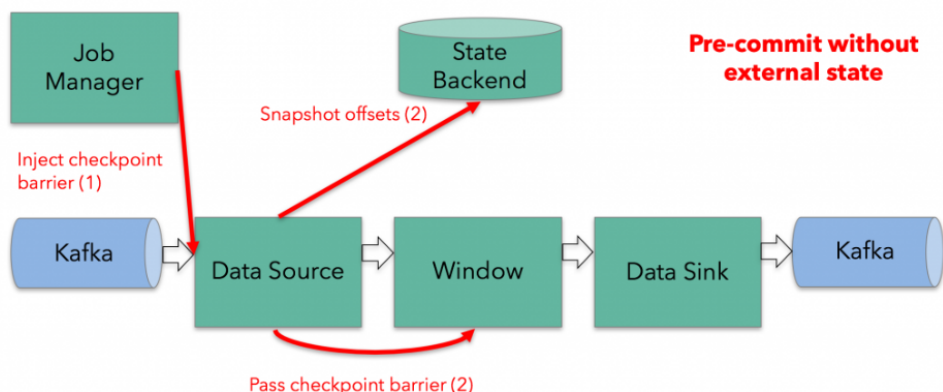 Job
Manager
State
Backend
Pre-commit without
external state
Snapshot offsets (2)
Inject checkpoint
barrier (1)
Kafka
Data Source
Window
Data Sink
Kafka
Pass checkpoint barrier (2)